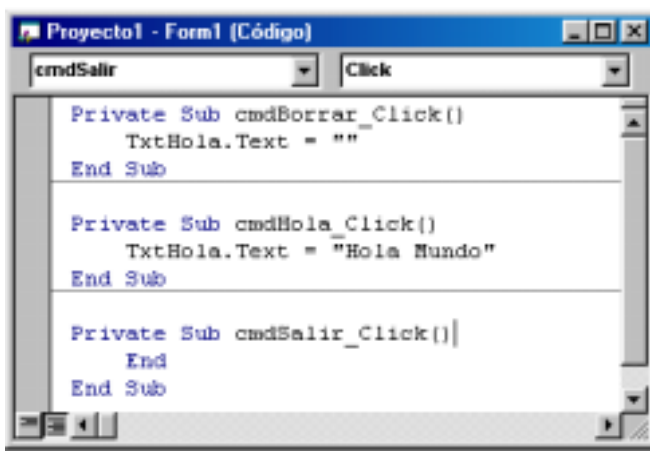 Proyecto1 - Form1 (Código)
cmdSalir Click
Private Sub cmdBorrar_Click()
TxtHola.Text = ""
End Sub
Private Sub cmdHola_Click()
TxtHola.Text = "Hola Mundo"
End Sub
Private Sub cmdSalir_Click()
End
End Sub